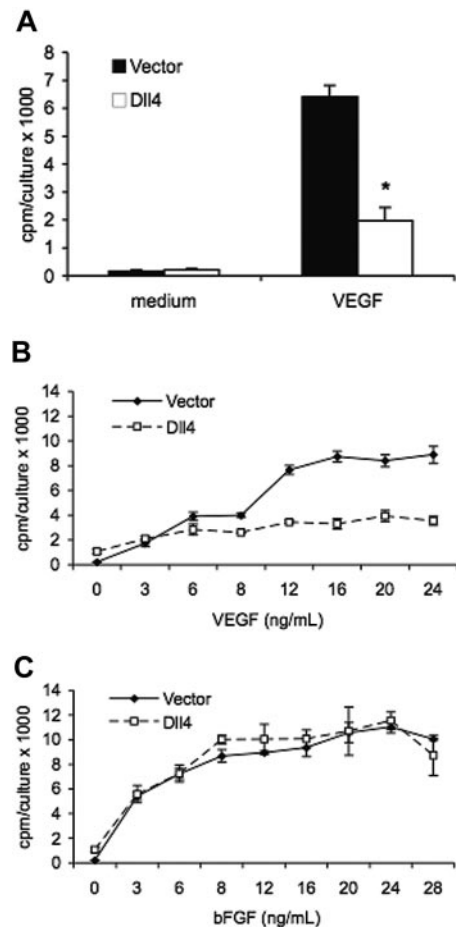 A
cpm/culture x 1000
8
7
6
5
4
3
2
1
0
Vector
Dll4
*
medium VEGF
B
cpm/culture x 1000
14
12
10
8
6
4
2
0
Vector
Dll4
0 3 6 8 12 16 20 24
VEGF (ng/mL)
C
cpm/culture x 1000
14
12
10
8
6
4
2
0
Vector
Dll4
0 3 6 8 12 16 20 24 28
bFGF (ng/mL)